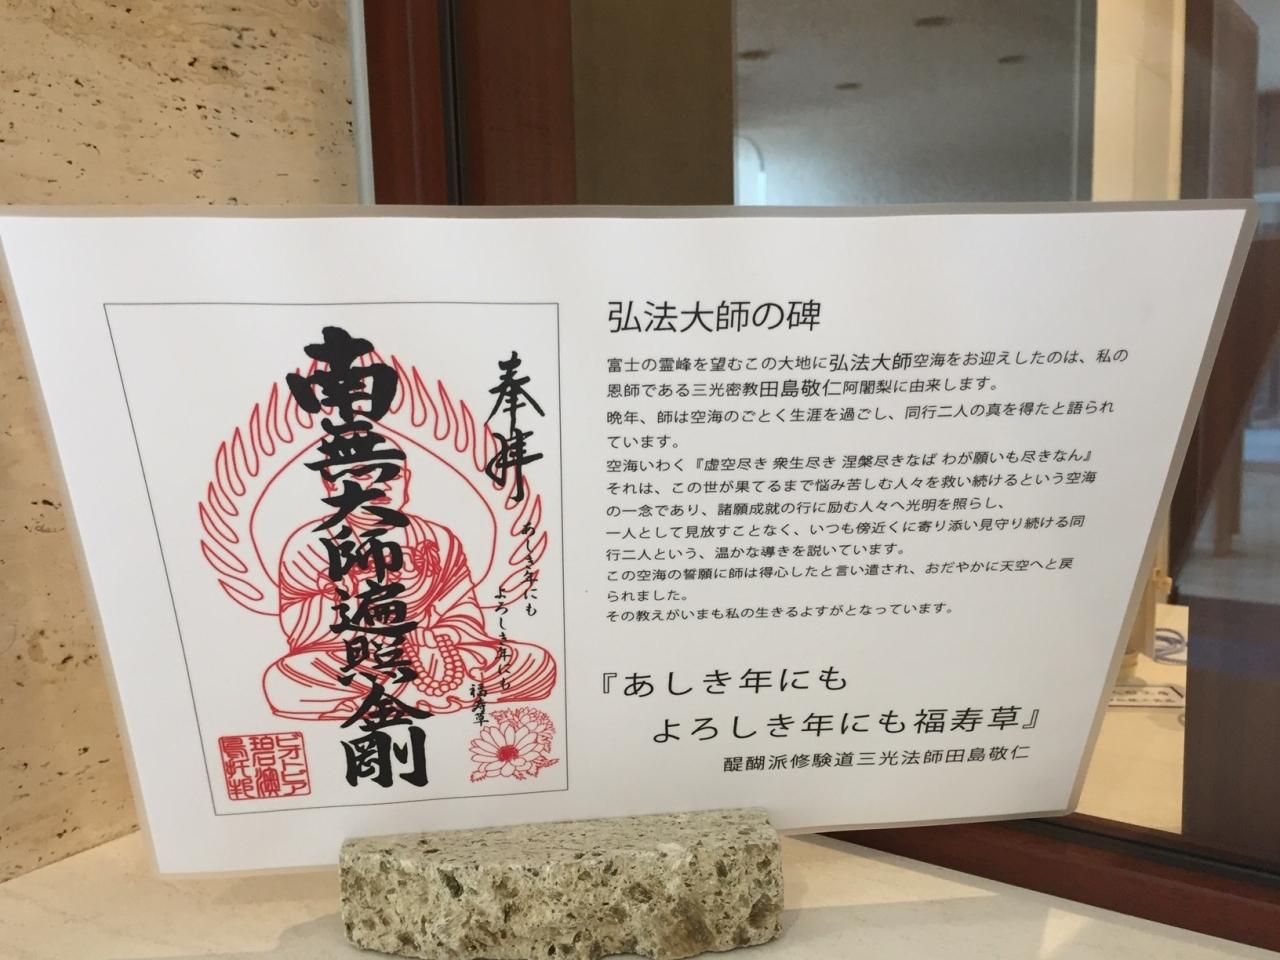 奉拝
南無大師遍照金剛
あしき年にも
よろしき年にも
福寿草
弘法大師の碑
富士の霊峰を望むこの大地に弘法大師空海をお迎えしたのは、私の
恩師である三光密教田島敬仁阿闍梨に由来します。
晩年、師は空海のごとく生涯を過ごし、同行二人の真を得たと語られ
ています。
空海いわく『虚空尽き 衆生尽き 涅槃尽きなば わが願いも尽きなん』
それは、この世が果てるまで悩み苦しむ人々を救い続けるという空海
の一念であり、諸願成就の行に励む人々へ光明を照らし、
一人として見放すことなく、いつも傍近くに寄り添い見守り続ける同
行二人という、温かな導きを説いています。
この空海の誓願に師は得心したと言い遺され、おだやかに天空へと戻
られました。
その教えがいまも私の生きるよすがとなっています。
『あしき年にも
よろしき年にも福寿草』
醍醐派修験道三光法師田島敬仁